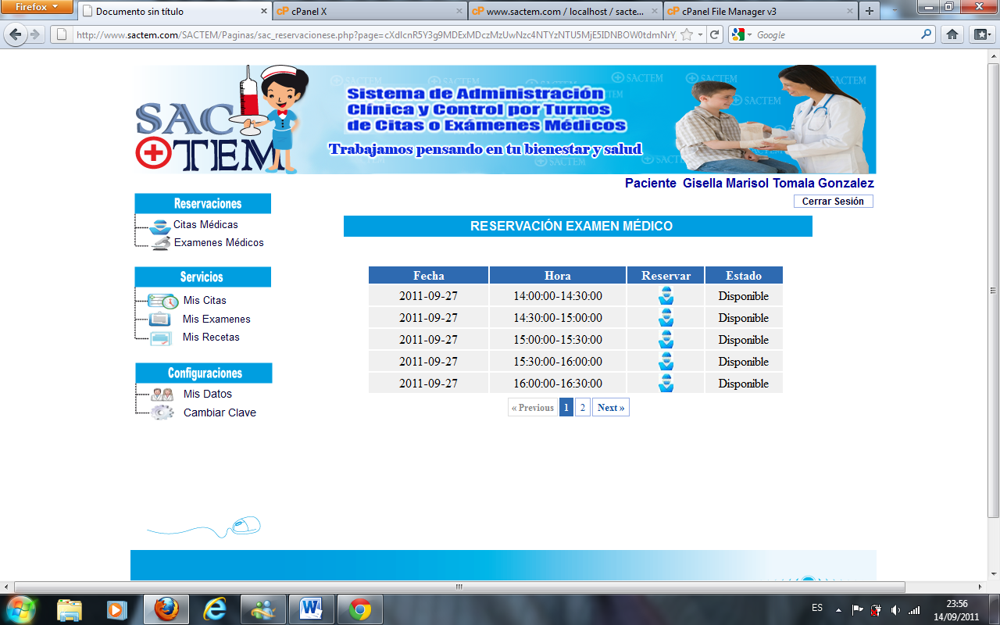 Firefox
Documento sin título
cPanel X
www.sactem.com / localhost / sacte...
cPanel File Manager v3
http://www.sactem.com/SACTEM/Paginas/sac_reservacionese.php?page=
Google
SACTEM
Sistema de Administración
Clínica y Control por Turnos
de Citas o Exámenes Médicos
Trabajamos pensando en tu bienestar y salud
Paciente Gisella Marisol Tomala Gonzalez
Cerrar Sesión
Reservaciones
Citas Médicas
Examenes Médicos
Servicios
Mis Citas
Mis Examenes
Mis Recetas
Configuraciones
Mis Datos
Cambiar Clave
RESERVACIÓN EXAMEN MÉDICO
Fecha Hora Reservar Estado
2011-09-27 14:00:00-14:30:00 Disponible
2011-09-27 14:30:00-15:00:00 Disponible
2011-09-27 15:00:00-15:30:00 Disponible
2011-09-27 15:30:00-16:00:00 Disponible
2011-09-27 16:00:00-16:30:00 Disponible
« Previous 1 2 Next »
ES
23:56
14/09/2011